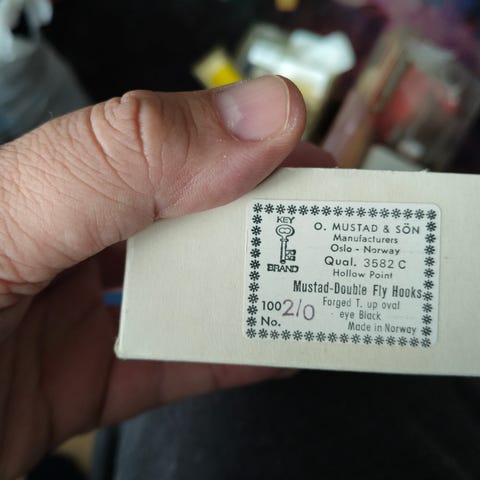 KEY
BRAND
O. MUSTAD & SÖN
Manufacturers
Oslo - Norway
Qual. 3582 C
Hollow Point
Mustad-Double Fly Hooks
Forged T. up oval
eye Black
100
No. 2/0
Made in Norway